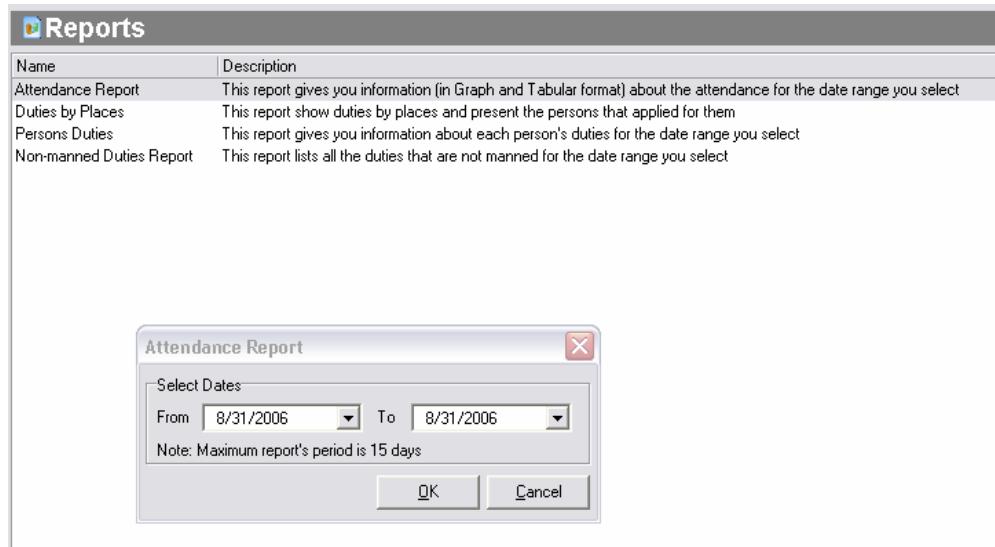 Reports
Name Description
Attendance Report This report gives you information (in Graph and Tabular format) about the attendance for the date range you select
Duties by Places This report show duties by places and present the persons that applied for them
Persons Duties This report gives you information about each person's duties for the date range you select
Non-manned Duties Report This report lists all the duties that are not manned for the date range you select
Attendance Report
Select Dates
From 8/31/2006 To 8/31/2006
Note: Maximum report's period is 15 days
OK Cancel